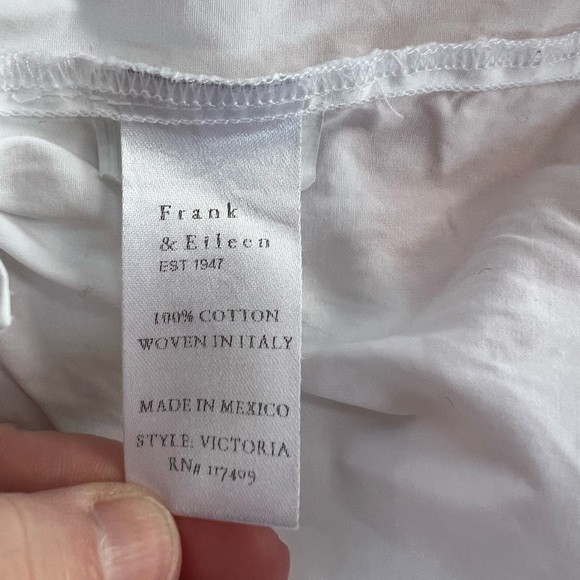 Frank
& Eileen
EST 1947
100% COTTON
WOVEN IN ITALY
MADE IN MEXICO
STYLE: VICTORIA
RN# 117499